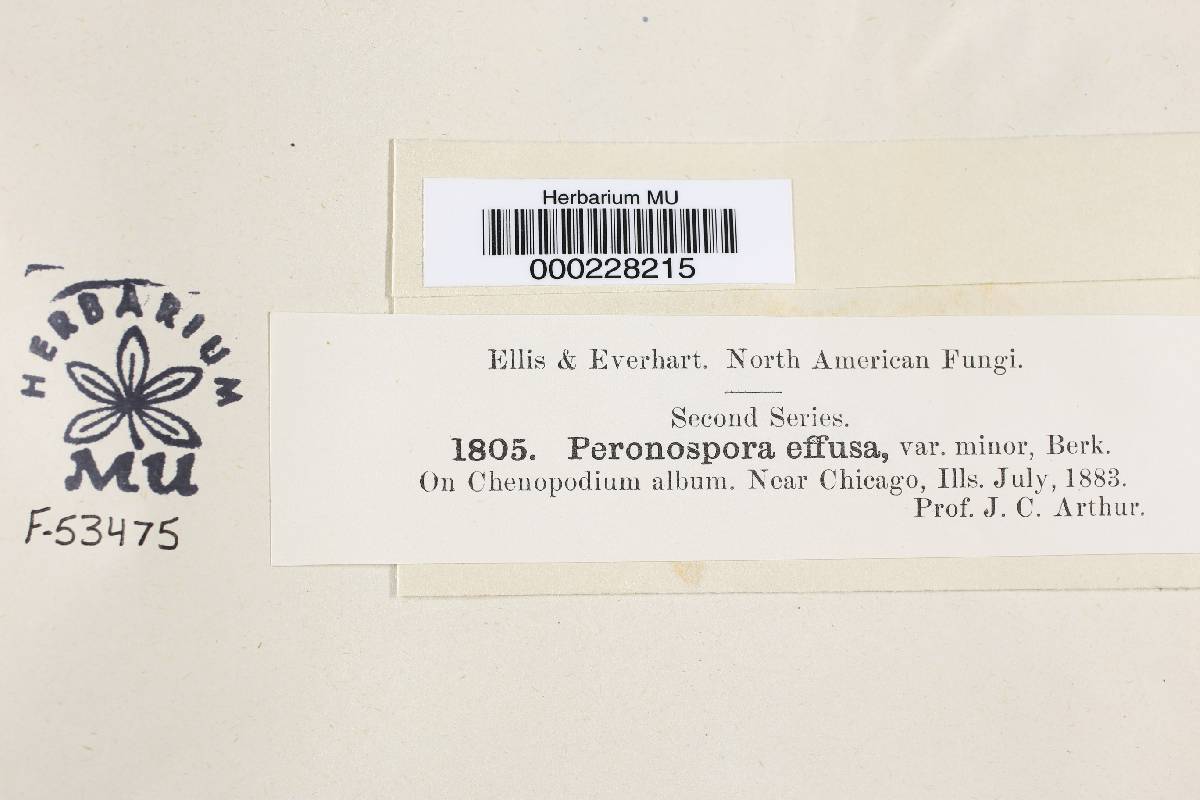 Herbarium MU
000228215
HERBARIUM
MU
F-53475
Ellis & Everhart. North American Fungi.
Second Series.
1805. Peronospora effusa, var. minor, Berk.
On Chenopodium album. Near Chicago, Ills. July, 1883.
Prof. J. C. Arthur.